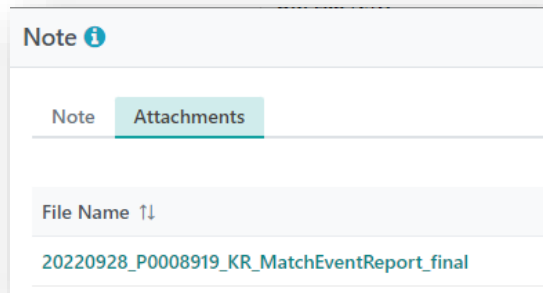 Note
Note Attachments
File Name
20220928_P0008919_KR_MatchEventReport_final